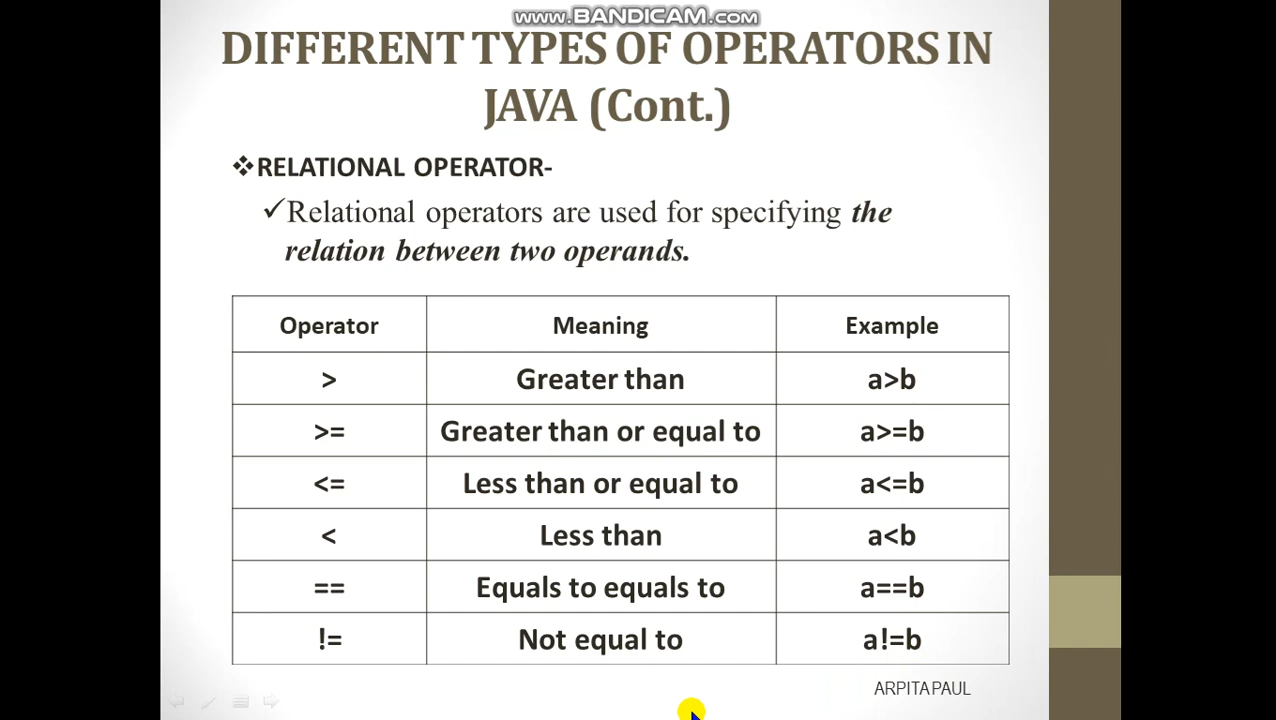 WWW.BANDICAM.COM
DIFFERENT TYPES OF OPERATORS IN
JAVA (Cont.)
❖RELATIONAL OPERATOR-
✓Relational operators are used for specifying the
relation between two operands.
Operator Meaning Example
> Greater than a>b
>= Greater than or equal to a>=b
<= Less than or equal to a<=b
< Less than a<b
== Equals to equals to a==b
!= Not equal to a!=b
ARPITA PAUL